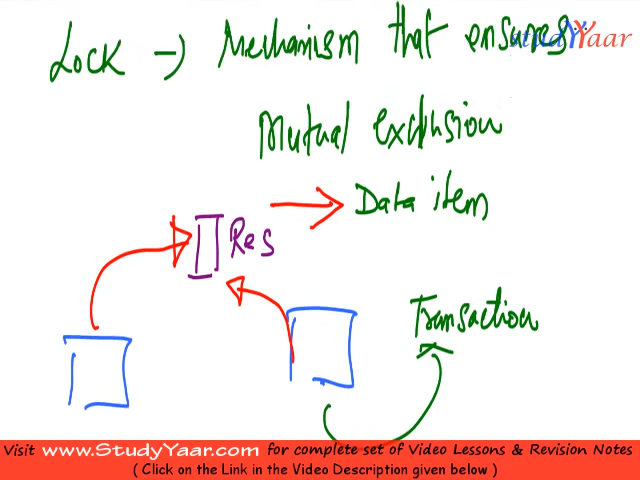 Lock → Mechanism that ensures
studyYaar
Mutual exclusion
→ Data item
Res
Transaction
Visit www.StudyYaar.com for complete set of Video Lessons & Revision Notes
( Click on the Link in the Video Description given below )